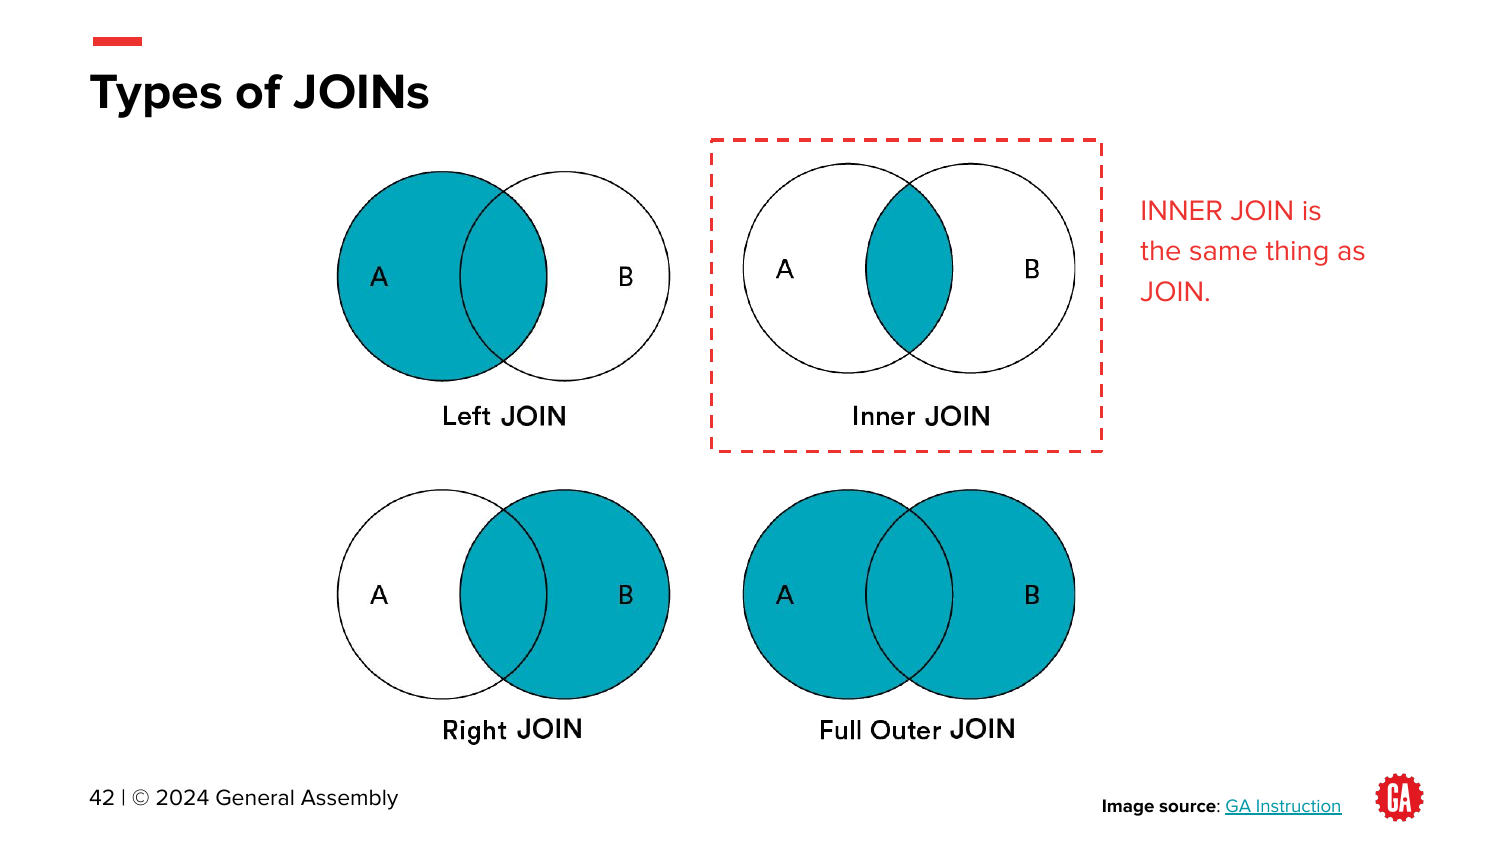 Types of JOINs
A
B
Left JOIN
A
B
Inner JOIN
INNER JOIN is
the same thing as
JOIN.
A
B
Right JOIN
A
B
Full Outer JOIN
42 | © 2024 General Assembly
Image source: GA Instruction
GA